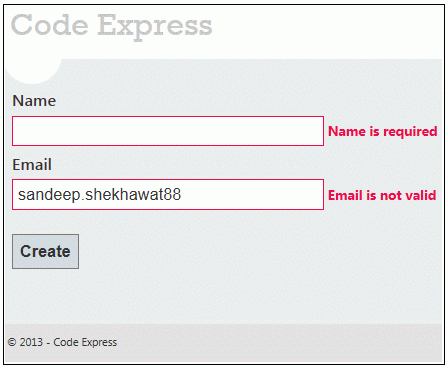 Code Express
Name
Name is required
Email
sandeep.shekhawat88 Email is not valid
Create
© 2013 - Code Express